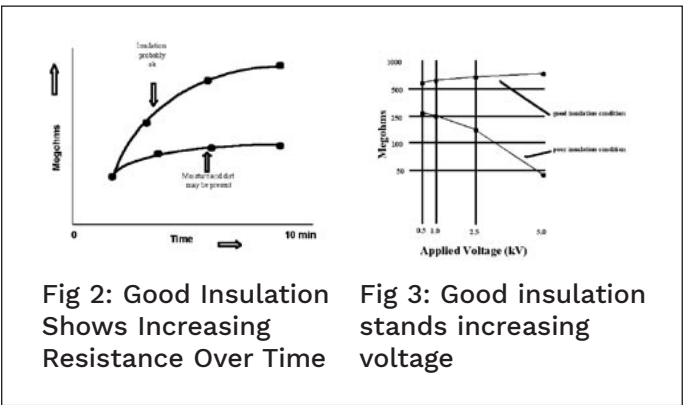 Insulation
probably
ok
Megohms
Moisture and dirt
may be present
0
Time
10 min
1000
500
250
100
50
Megohms
good insulation condition
poor insulation condition
0.5 1.0 2.5 5.0
Applied Voltage (kV)
Fig 2: Good Insulation
Shows Increasing
Resistance Over Time
Fig 3: Good insulation
stands increasing
voltage